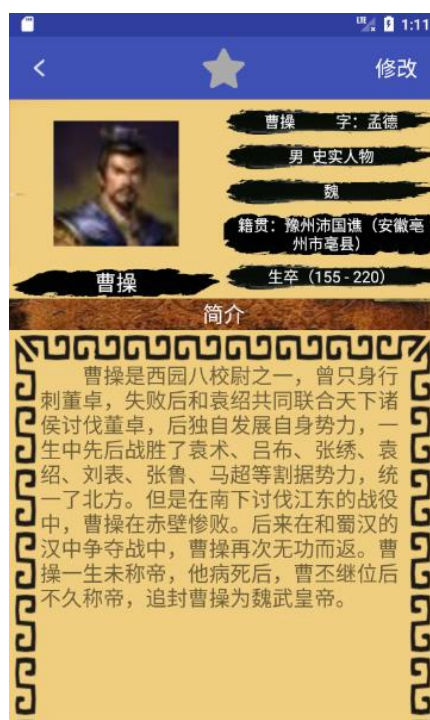 1:11
修改
曹操 字：孟德
男 史实人物
魏
籍贯：豫州沛国谯（安徽亳
州市亳县）
曹操
生卒（155 - 220）
简介
曹操是西园八校尉之一，曾只身行
刺董卓，失败后和袁绍共同联合天下诸
侯讨伐董卓，后独自发展自身势力，一
生中先后战胜了袁术、吕布、张绣、袁
绍、刘表、张鲁、马超等割据势力，统
一了北方。但是在南下讨伐江东的战役
中，曹操在赤壁惨败。后来在和蜀汉的
汉中争夺战中，曹操再次无功而返。曹
操一生未称帝，他病死后，曹丕继位后
不久称帝，追封曹操为魏武皇帝。